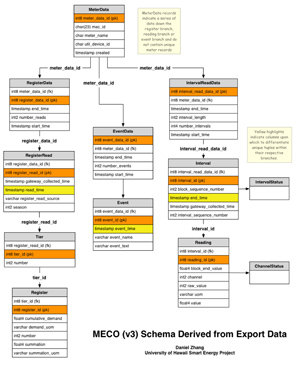 MeterData
int8 meter_data_id (pk)
char(23) mac_id
char meter_name
char util_device_id
timestamp created
MeterData records
indicate a series of
data down the
register branch,
reading branch or
event branch and do
not contain unique
meter records
meter_data_id
meter_data_id
meter_data_id
RegisterData
int8 meter_data_id (fk)
int8 register_data_id (pk)
timestamp end_time
int2 number_reads
timestamp start_time
IntervalReadData
int8 interval_read_data_id (pk)
int8 meter_data_id (fk)
timestamp end_time
int2 interval_length
int4 number_intervals
timestamp start_time
EventData
int8 event_data_id (pk)
int8 meter_data_id (fk)
timestamp end_time
int2 number_events
timestamp start_time
register_data_id
RegisterRead
int8 register_data_id (fk)
int8 register_read_id (pk)
timestamp gateway_collected_time
timestamp read_time
varchar register_read_source
int2 season
interval_read_data_id
Yellow highlights
indicate columns upon
which to differentiate
unique tuples within
their respective
branches.
Interval
int8 interval_read_data_id (fk)
int8 interval_id (pk)
int2 block_sequence_number
timestamp end_time
timestamp gateway_collected_time
int2 interval_sequence_number
IntervalStatus
event_data_id
Event
int8 event_data_id (fk)
int8 event_id (pk)
timestamp event_time
varchar event_name
varchar event_text
register_read_id
Tier
int8 register_read_id (fk)
int8 tier_id (pk)
int2 number
interval_id
Reading
int8 interval_id (fk)
int8 reading_id (pk)
float4 block_end_value
int2 channel
int2 raw_value
varchar uom
float4 value
ChannelStatus
tier_id
Register
int8 tier_id (fk)
int8 register_id (pk)
float4 cumulative_demand
varchar demand_uom
int2 number
float4 summation
varchar summation_uom
MECO (v3) Schema Derived from Export Data
Daniel Zhang
University of Hawaii Smart Energy Project